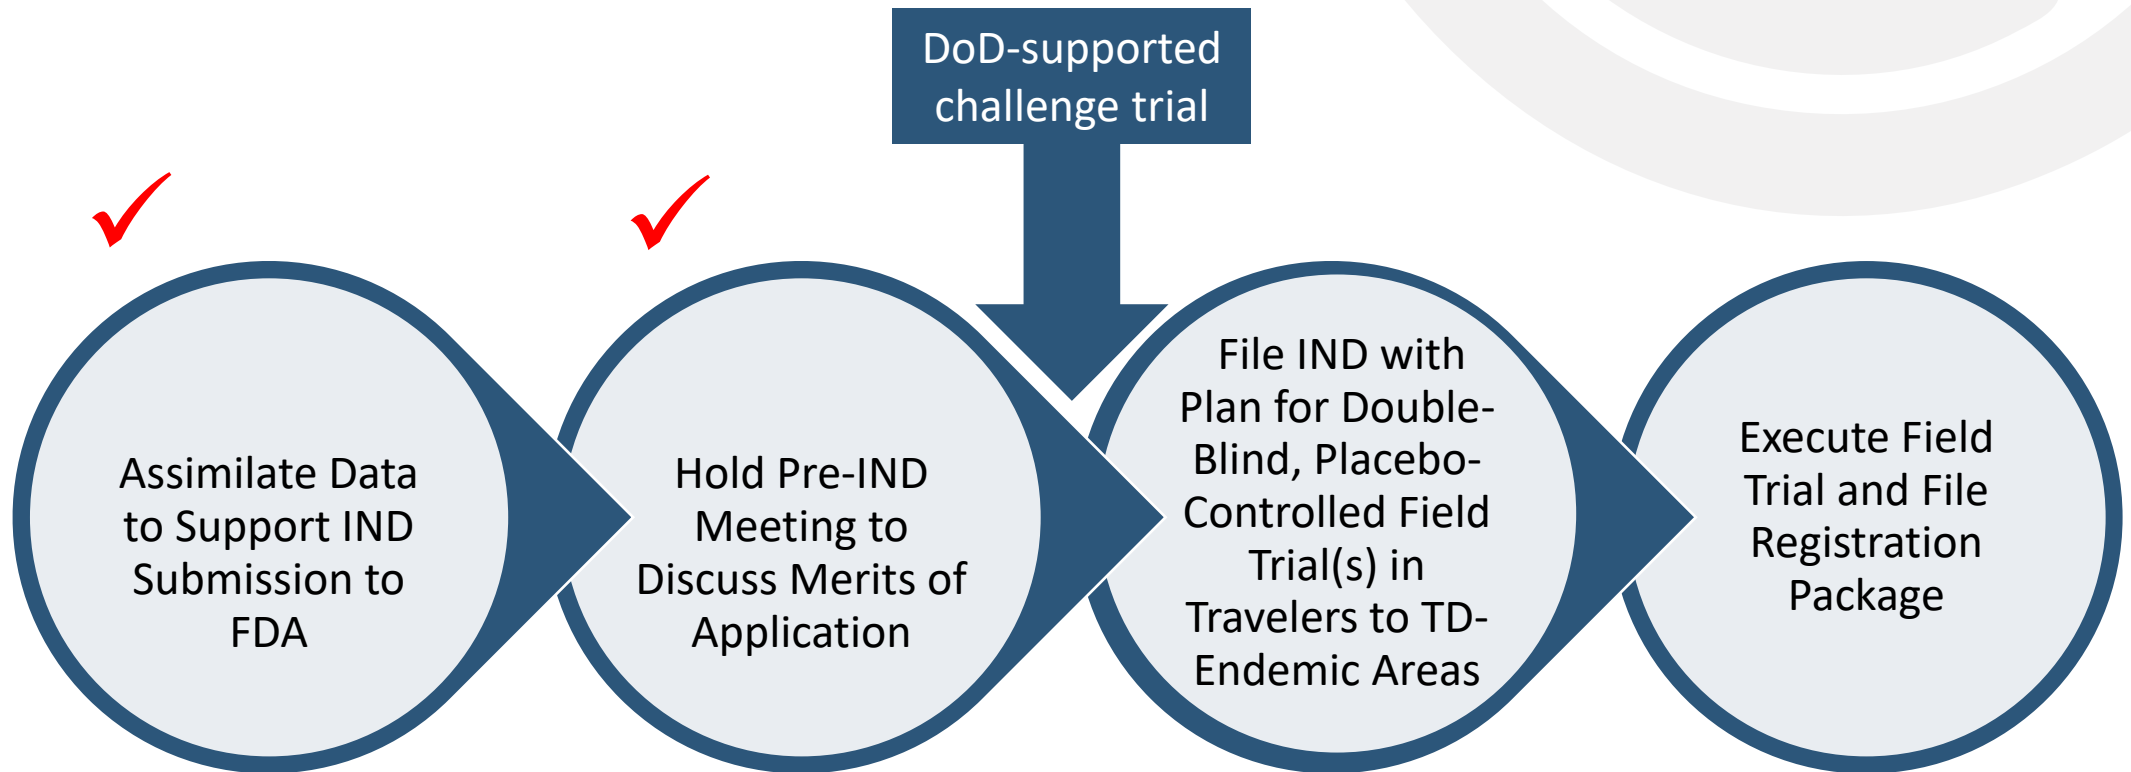 DoD-supported
challenge trial
Assimilate Data
to Support IND
Submission to
FDA
Hold Pre-IND
Meeting to
Discuss Merits of
Application
File IND with
Plan for Double-
Blind, Placebo-
Controlled Field
Trial(s) in
Travelers to TD-
Endemic Areas
Execute Field
Trial and File
Registration
Package